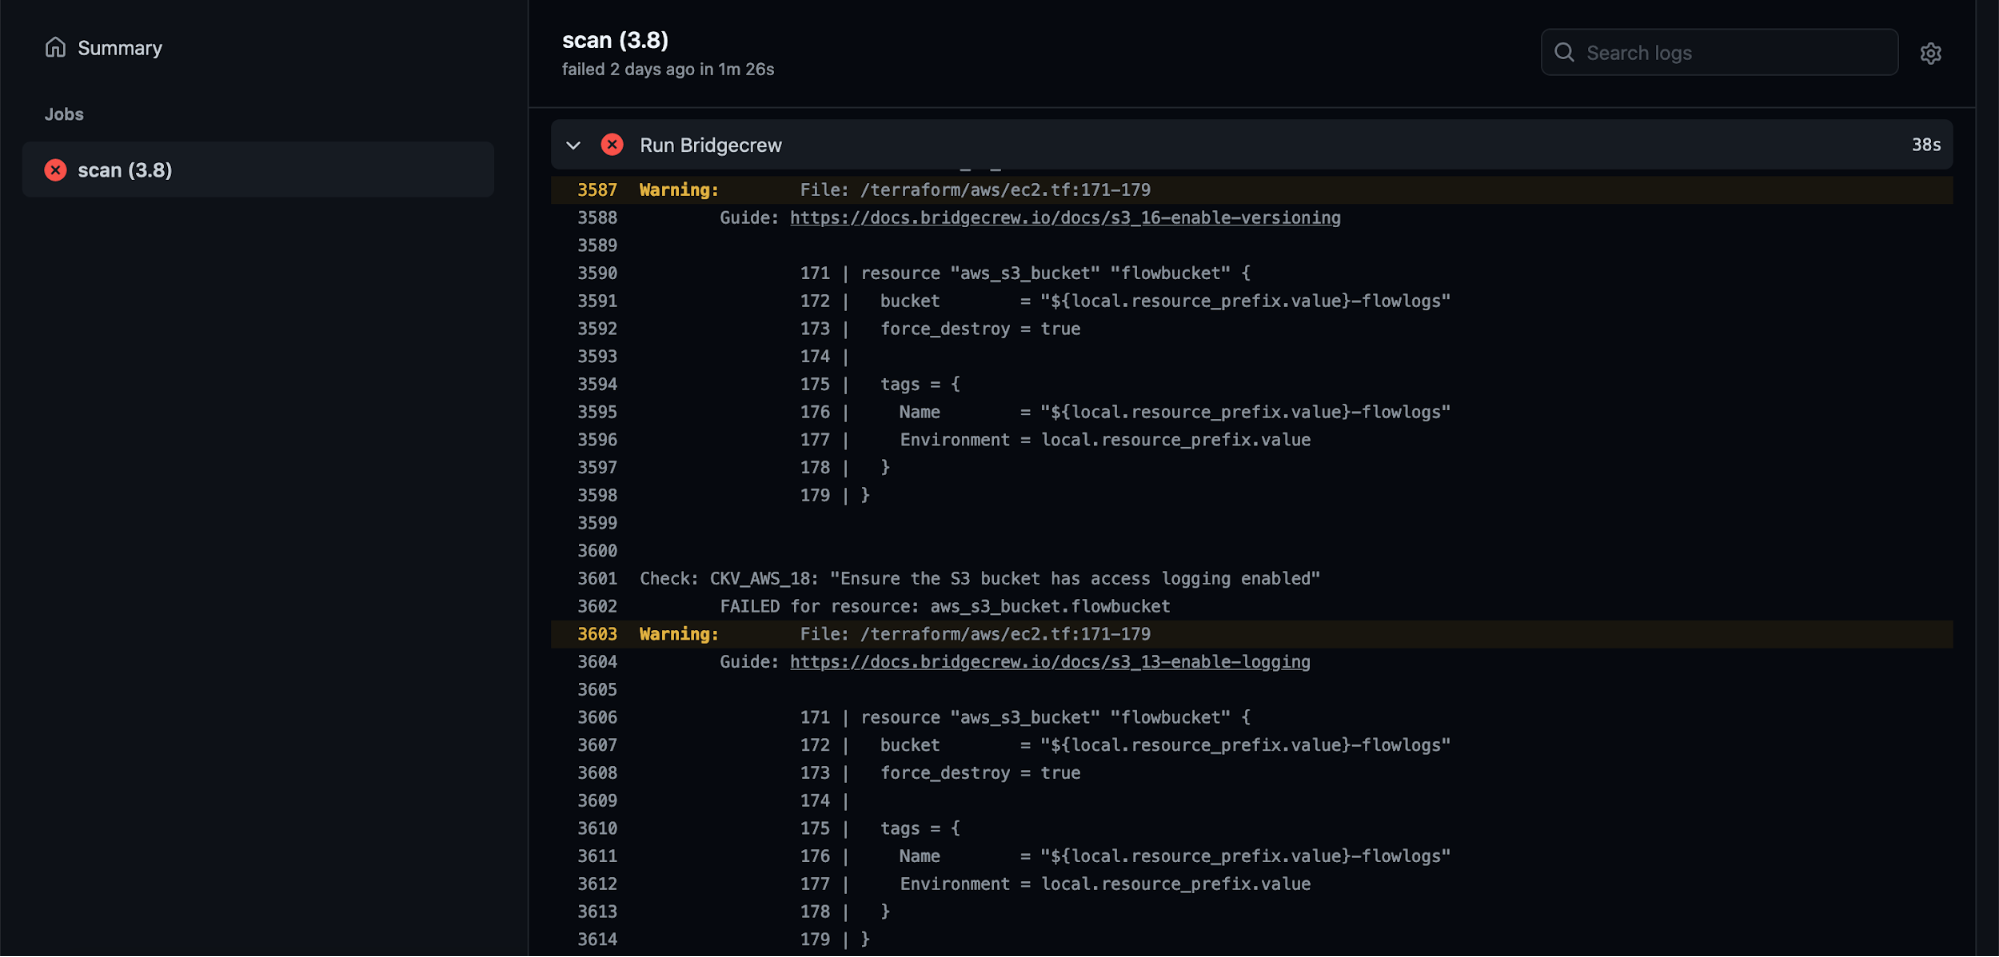 Summary
Jobs
scan (3.8)
scan (3.8)
failed 2 days ago in 1m 26s
Search logs
Run Bridgecrew 38s
3587 Warning: File: /terraform/aws/ec2.tf:171-179
3588 Guide: https://docs.bridgecrew.io/docs/s3_16-enable-versioning
3589
3590 171 | resource "aws_s3_bucket" "flowbucket" {
3591 172 | bucket = "${local.resource_prefix.value}-flowlogs"
3592 173 | force_destroy = true
3593 174 |
3594 175 | tags = {
3595 176 | Name = "${local.resource_prefix.value}-flowlogs"
3596 177 | Environment = local.resource_prefix.value
3597 178 | }
3598 179 | }
3599
3600
3601 Check: CKV_AWS_18: "Ensure the S3 bucket has access logging enabled"
3602 FAILED for resource: aws_s3_bucket.flowbucket
3603 Warning: File: /terraform/aws/ec2.tf:171-179
3604 Guide: https://docs.bridgecrew.io/docs/s3_13-enable-logging
3605
3606 171 | resource "aws_s3_bucket" "flowbucket" {
3607 172 | bucket = "${local.resource_prefix.value}-flowlogs"
3608 173 | force_destroy = true
3609 174 |
3610 175 | tags = {
3611 176 | Name = "${local.resource_prefix.value}-flowlogs"
3612 177 | Environment = local.resource_prefix.value
3613 178 | }
3614 179 | }